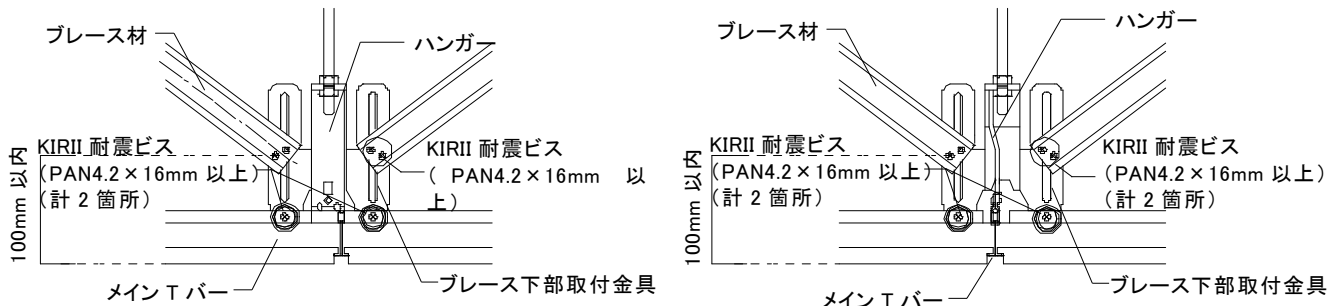 ブレース材
ハンガー
KIRII 耐震ビス
(PAN4.2×16mm 以上)
(計 2 箇所)
KIRII 耐震ビス
( PAN4.2×16mm 以
上)
100mm 以内
メイン T バー
ブレース下部取付金具
ブレース材
ハンガー
KIRII 耐震ビス
(PAN4.2×16mm 以上)
(計 2 箇所)
KIRII 耐震ビス
(PAN4.2×16mm 以上)
(計 2 箇所)
100mm 以内
メイン T バー
ブレース下部取付金具